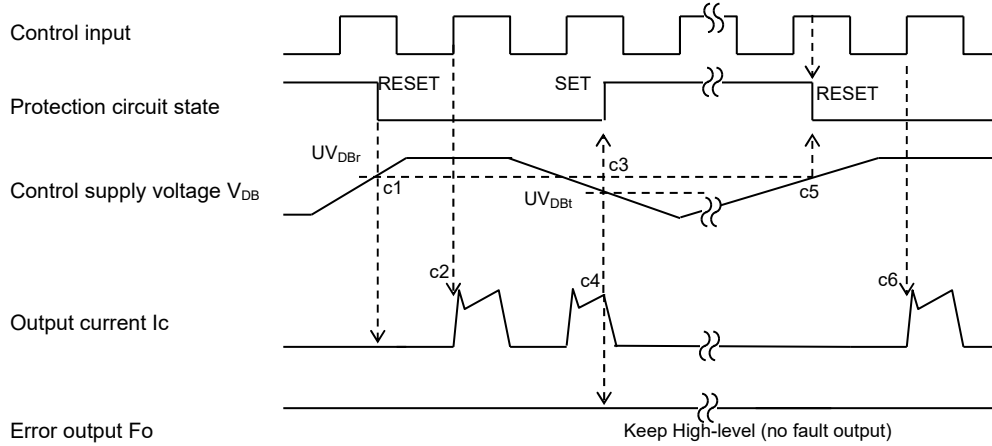 Control input
RESET
SET
RESET
Protection circuit state
UVDBr
c1
c3
c5
Control supply voltage VDB
UVDBt
c2
c4
c6
Output current Ic
Error output Fo
Keep High-level (no fault output)